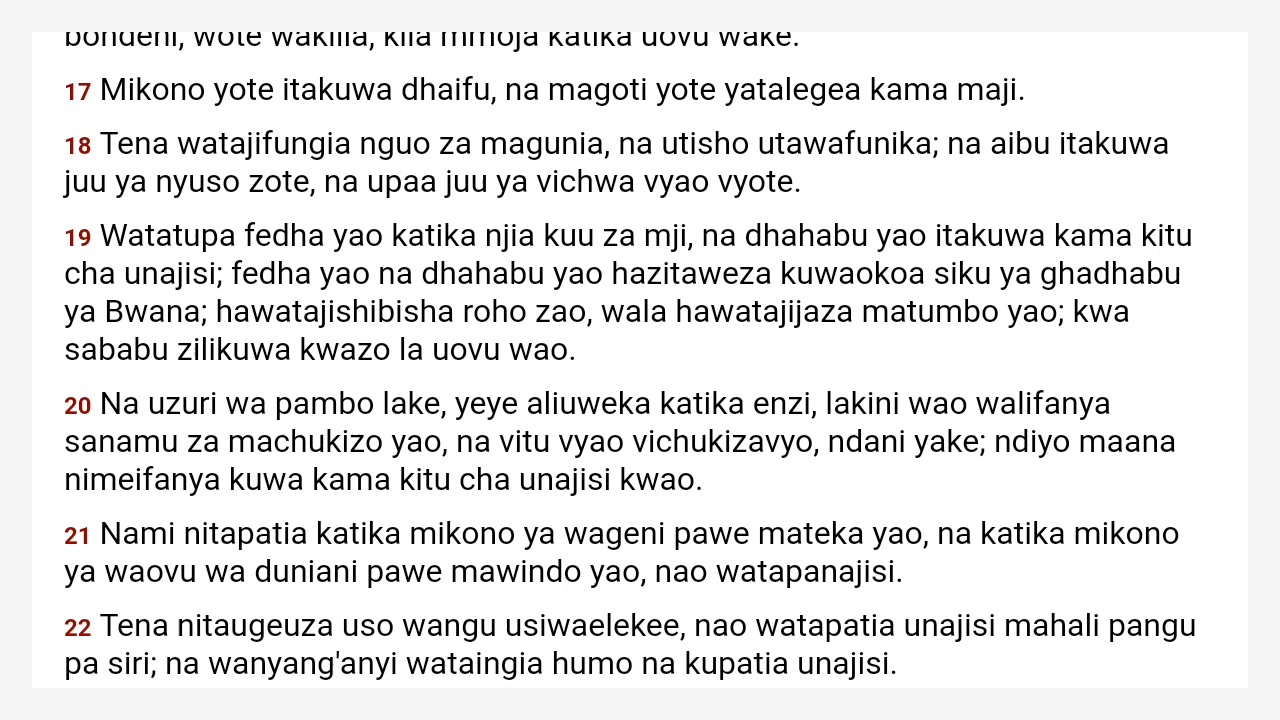 bondeni, wote wakilia, kila mmoja katika uovu wake.
17 Mikono yote itakuwa dhaifu, na magoti yote yatalegea kama maji.
18 Tena watajifungia nguo za magunia, na utisho utawafunika; na aibu itakuwa
juu ya nyuso zote, na upaa juu ya vichwa vyao vyote.
19 Watatupa fedha yao katika njia kuu za mji, na dhahabu yao itakuwa kama kitu
cha unajisi; fedha yao na dhahabu yao hazitaweza kuwaokoa siku ya ghadhabu
ya Bwana; hawatajishibisha roho zao, wala hawatajijaza matumbo yao; kwa
sababu zilikuwa kwazo la uovu wao.
20 Na uzuri wa pambo lake, yeye aliuweka katika enzi, lakini wao walifanya
sanamu za machukizo yao, na vitu vyao vichukizavyo, ndani yake; ndiyo maana
nimeifanya kuwa kama kitu cha unajisi kwao.
21 Nami nitapatia katika mikono ya wageni pawe mateka yao, na katika mikono
ya waovu wa duniani pawe mawindo yao, nao watapanajisi.
22 Tena nitaugeuza uso wangu usiwaelekee, nao watapatia unajisi mahali pangu
pa siri; na wanyang'anyi wataingia humo na kupatia unajisi.